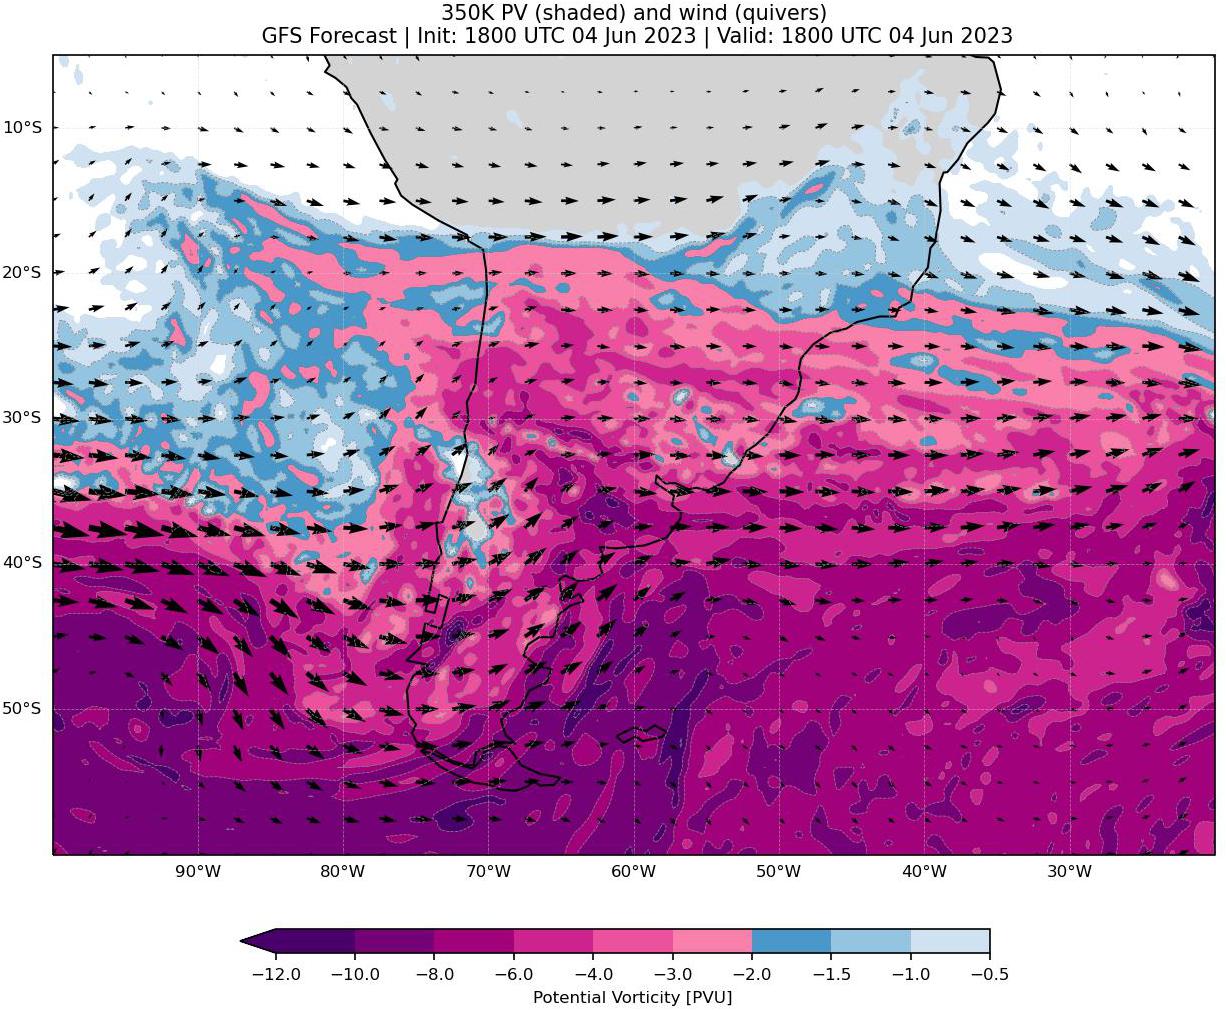 350K PV (shaded) and wind (quivers)
GFS Forecast | Init: 1800 UTC 04 Jun 2023 | Valid: 1800 UTC 04 Jun 2023
10°S
20°S
30°S
40°S
50°S
90°W 80°W 70°W 60°W 50°W 40°W 30°W
−12.0 −10.0 −8.0 −6.0 −4.0 −3.0 −2.0 −1.5 −1.0 −0.5
Potential Vorticity [PVU]